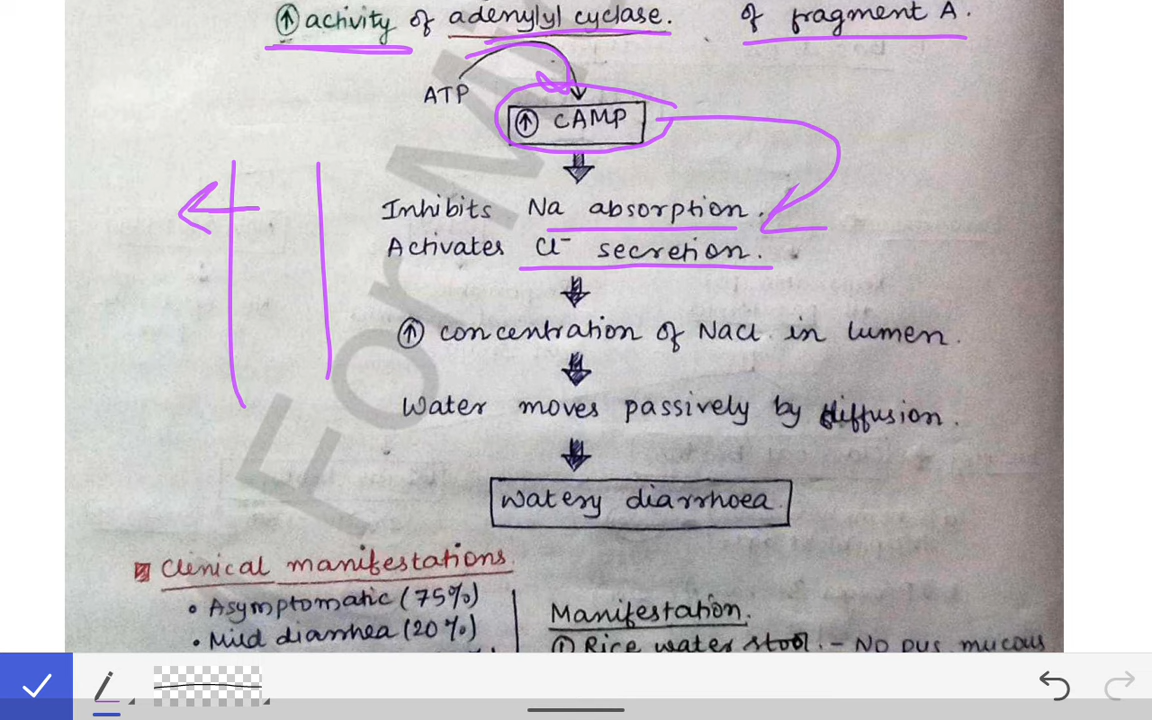 ↑ activity of adenylyl cyclase. of fragment A.
ATP
↑ cAMP
Inhibits Na absorption.
Activates Cl⁻ secretion.
↑ concentration of NaCl in lumen.
Water moves passively by diffusion.
Watery diarrhoea.
Clinical manifestations.
• Asymptomatic (75%)
• Mild diarrhea (20%)
Manifestation.
① Rice water stool. - No pus, mucous
For M